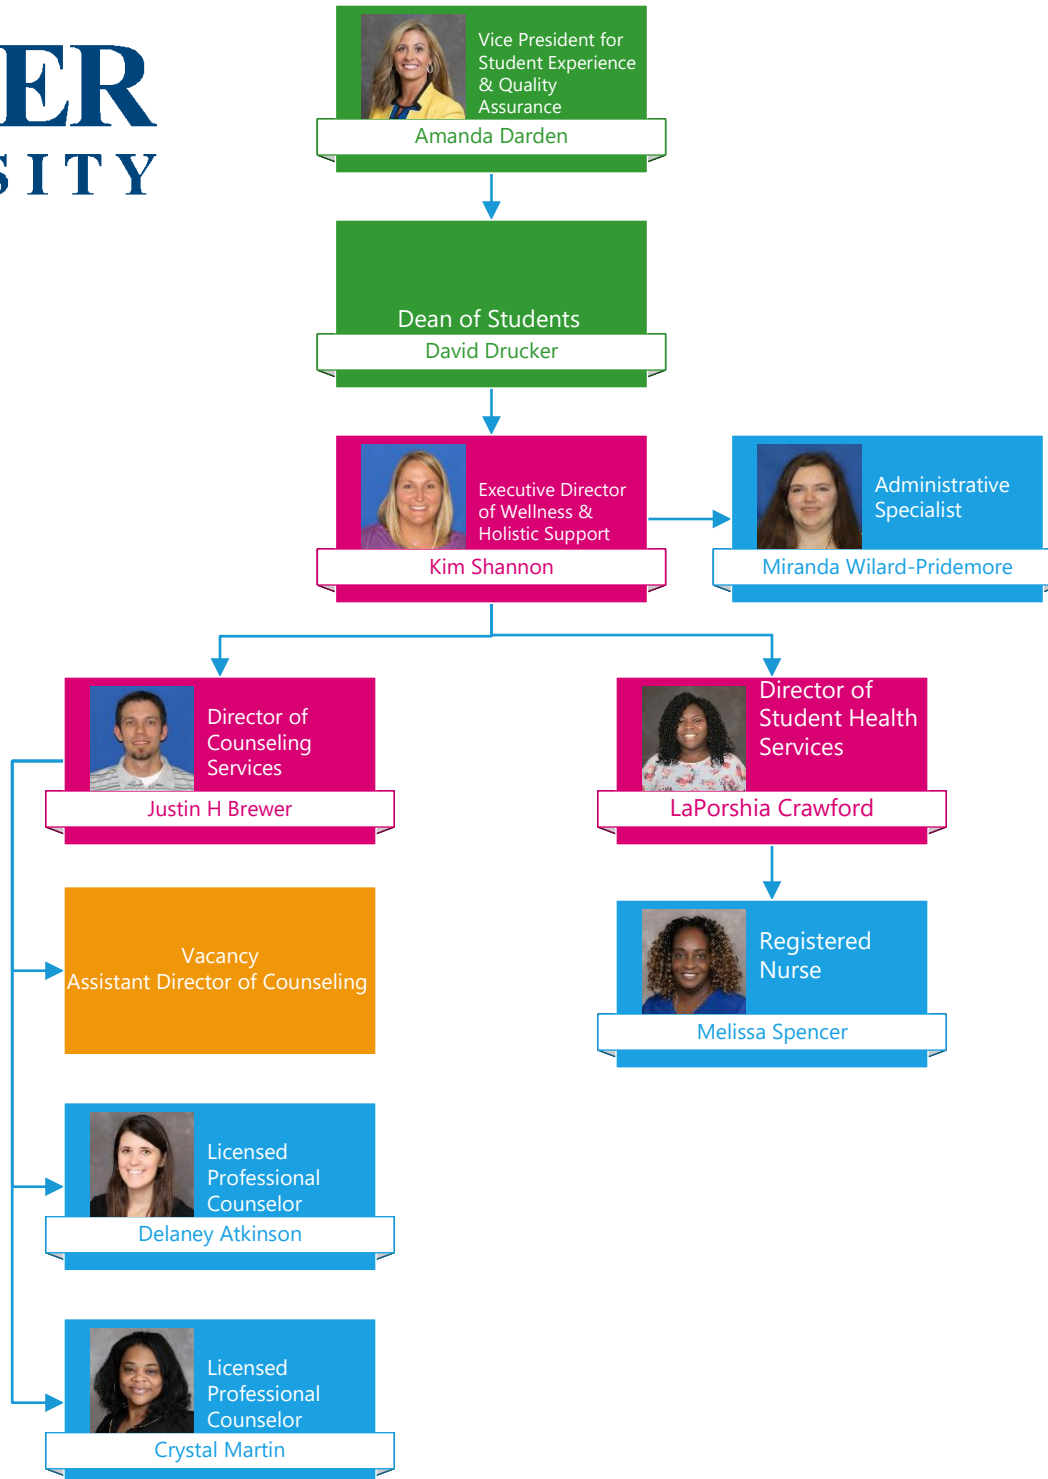 ER
SITY
Vice President for
Student Experience
& Quality
Assurance
Amanda Darden
Dean of Students
David Drucker
Executive Director
of Wellness &
Holistic Support
Kim Shannon
Administrative
Specialist
Miranda Wilard-Pridemore
Director of
Counseling
Services
Justin H Brewer
Director of
Student Health
Services
LaPorshia Crawford
Vacancy
Assistant Director of Counseling
Registered
Nurse
Melissa Spencer
Licensed
Professional
Counselor
Delaney Atkinson
Licensed
Professional
Counselor
Crystal Martin